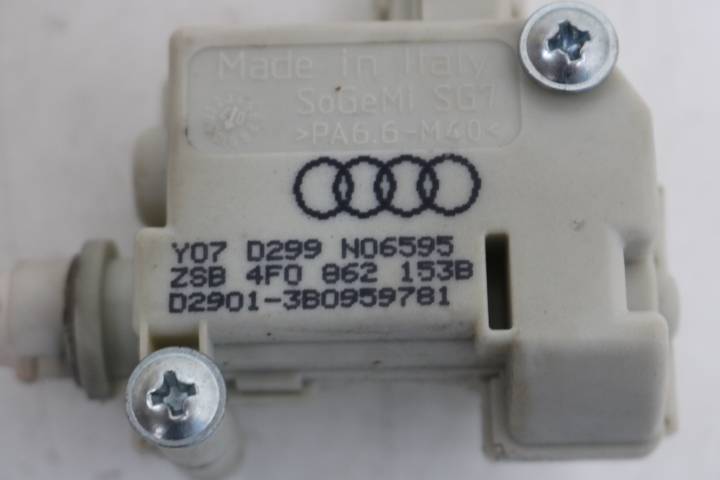 Made in Italy
SoGeMi SG7
>PA6.6-M40<
Y07 D299 N06595
ZSB 4F0 862 153B
D2901-3B0959781